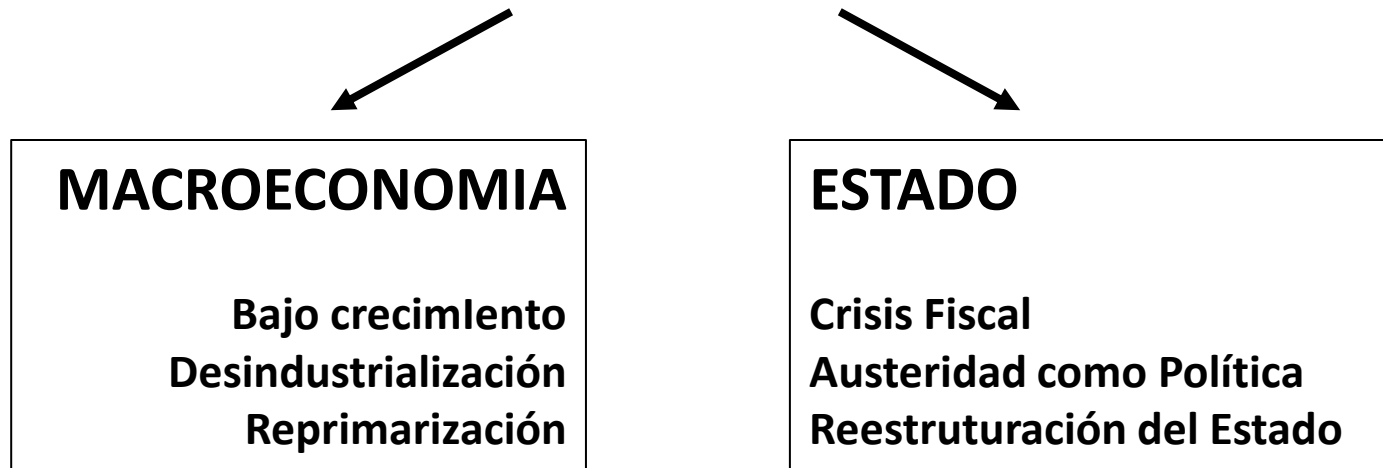 MACROECONOMIA
Bajo crecimIento
Desindustrialización
Reprimarización
ESTADO
Crisis Fiscal
Austeridad como Política
Reestruturación del Estado